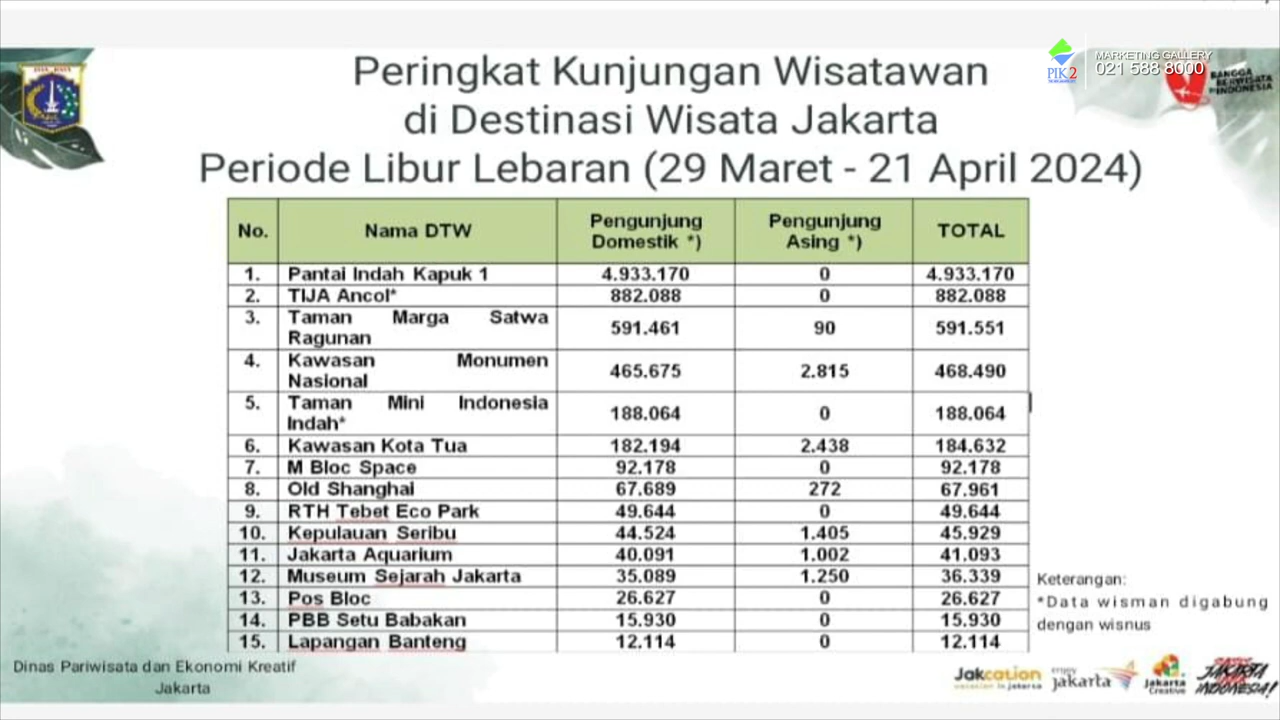 PIK2
MARKETING GALLERY
021 588 8000
BANGGA
BERWISATA
DI INDONESIA
Peringkat Kunjungan Wisatawan
di Destinasi Wisata Jakarta
Periode Libur Lebaran (29 Maret - 21 April 2024)
No. Nama DTW Pengunjung Domestik *) Pengunjung Asing *) TOTAL
1. Pantai Indah Kapuk 1 4.933.170 0 4.933.170
2. TIJA Ancol* 882.088 0 882.088
3. Taman Marga Satwa Ragunan 591.461 90 591.551
4. Kawasan Monumen Nasional 465.675 2.815 468.490
5. Taman Mini Indonesia Indah* 188.064 0 188.064
6. Kawasan Kota Tua 182.194 2.438 184.632
7. M Bloc Space 92.178 0 92.178
8. Old Shanghai 67.689 272 67.961
9. RTH Tebet Eco Park 49.644 0 49.644
10. Kepulauan Seribu 44.524 1.405 45.929
11. Jakarta Aquarium 40.091 1.002 41.093
12. Museum Sejarah Jakarta 35.089 1.250 36.339
13. Pos Bloc 26.627 0 26.627
14. PBB Setu Babakan 15.930 0 15.930
15. Lapangan Banteng 12.114 0 12.114
Keterangan:
*Data wisman digabung
dengan wisnus
Dinas Pariwisata dan Ekonomi Kreatif
Jakarta
Jakcation
enjoy
jakarta
Jakarta
Creative
JAKARTA
INDONESIA!